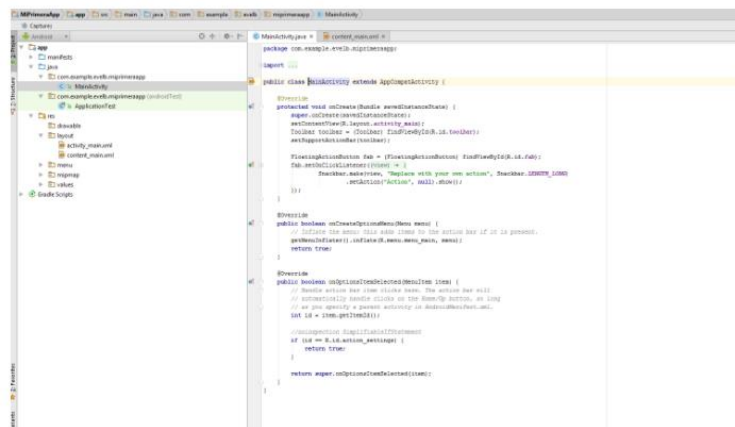 MiPrimeraApp app src main java com example evelb miprimeraapp MainActivity
Captures
Android
app
manifests
java
com.example.evelb.miprimeraapp
MainActivity
com.example.evelb.miprimeraapp (androidTest)
ApplicationTest
res
drawable
layout
activity_main.xml
content_main.xml
menu
mipmap
values
Gradle Scripts
1: Project
2: Structure
2: Favorites
MainActivity.java × content_main.xml ×
package com.example.evelb.miprimeraapp;
import ...
public class MainActivity extends AppCompatActivity {
@Override
protected void onCreate(Bundle savedInstanceState) {
super.onCreate(savedInstanceState);
setContentView(R.layout.activity_main);
Toolbar toolbar = (Toolbar) findViewById(R.id.toolbar);
setSupportActionBar(toolbar);
FloatingActionButton fab = (FloatingActionButton) findViewById(R.id.fab);
fab.setOnClickListener((view) → {
Snackbar.make(view, "Replace with your own action", Snackbar.LENGTH_LONG)
.setAction("Action", null).show();
});
}
@Override
public boolean onCreateOptionsMenu(Menu menu) {
// Inflate the menu; this adds items to the action bar if it is present.
getMenuInflater().inflate(R.menu.menu_main, menu);
return true;
}
@Override
public boolean onOptionsItemSelected(MenuItem item) {
// Handle action bar item clicks here. The action bar will
// automatically handle clicks on the Home/Up button, so long
// as you specify a parent activity in AndroidManifest.xml.
int id = item.getItemId();
//noinspection SimplifiableIfStatement
if (id == R.id.action_settings) {
return true;
}
return super.onOptionsItemSelected(item);
}
}